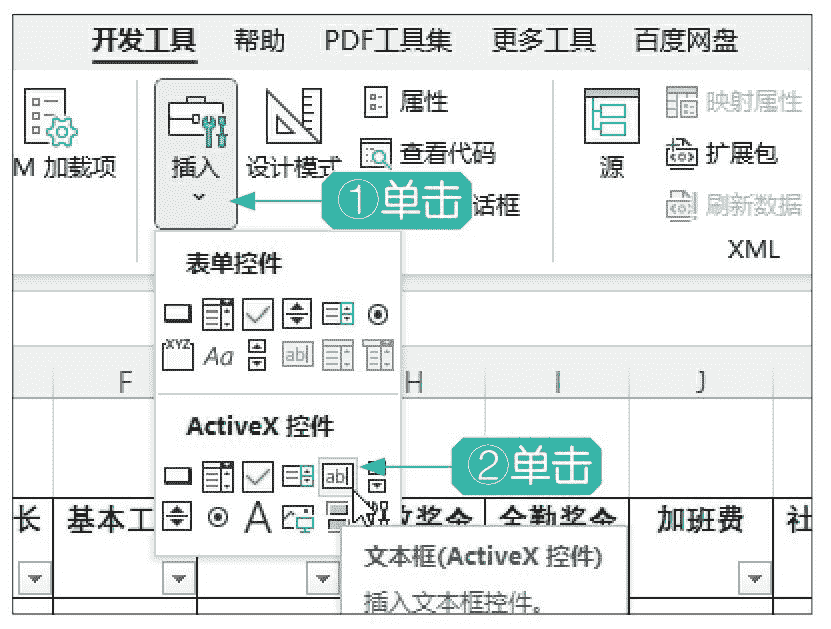 开发工具 帮助 PDF工具集 更多工具 百度网盘
属性 映射属性
查看代码 扩展包
M 加载项 插入 设计模式 源
①单击 话框 刷新数据
XML
表单控件
XYZ
Aa abl
F H I J
ActiveX 控件
②单击
abl
A
长 基本工 效奖金 全勤奖金 加班费 社
文本框(ActiveX 控件)
插入文本框控件。